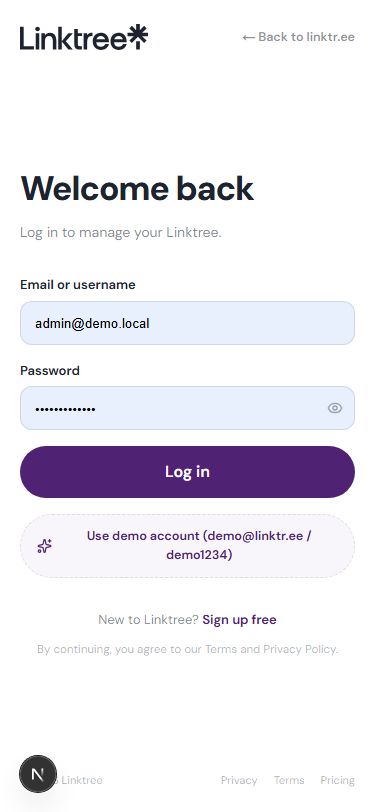 Linktree
← Back to linktr.ee
Welcome back
Log in to manage your Linktree.
Email or username
admin@demo.local
Password
•••••••••••••
Log in
Use demo account (demo@linktr.ee /
demo1234)
New to Linktree? Sign up free
By continuing, you agree to our Terms and Privacy Policy.
N
Linktree
Privacy Terms Pricing